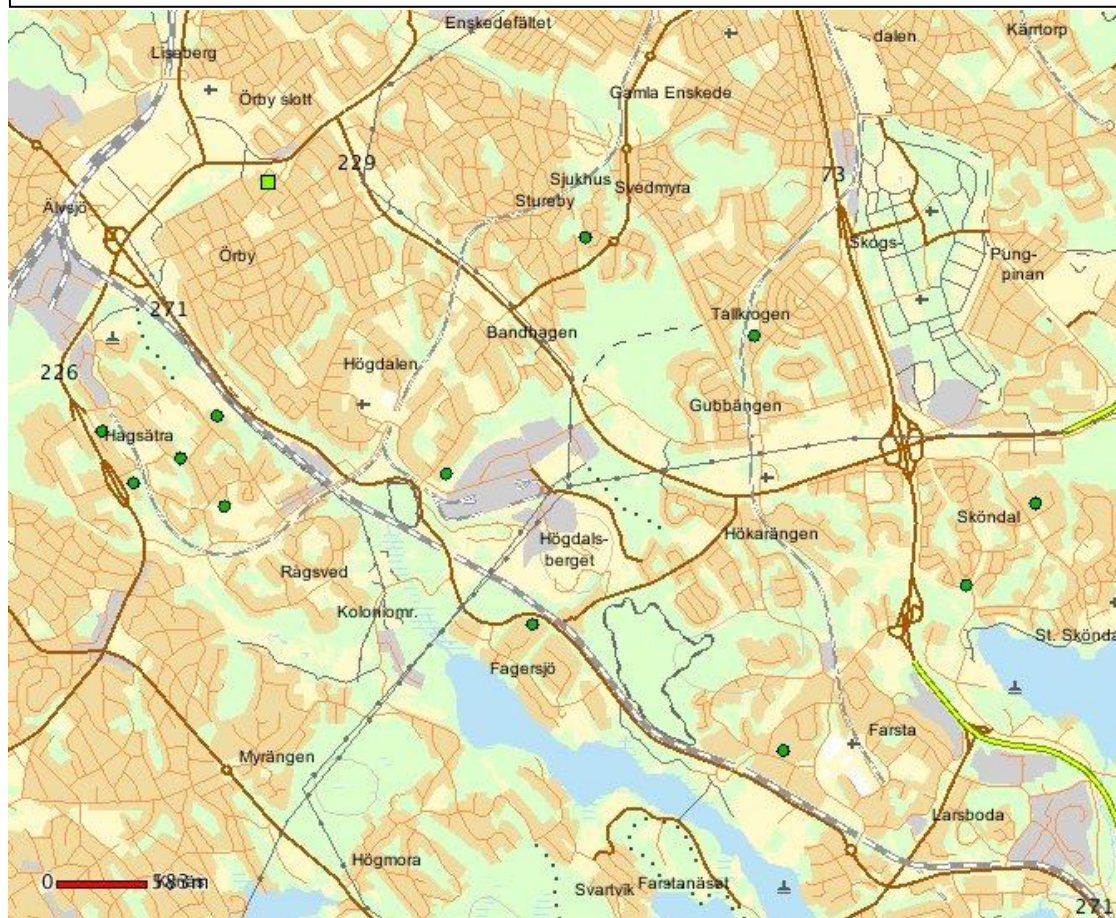 Enskedefältet
Kärrtorp
dalen
Liseberg
Gamla Enskede
Örby slott
229
73
Sjukhus
Svedmyra
Stureby
Älvsjö
Skogs-
Örby
Pung-
pinan
271
Tallkrogen
Bandhagen
Högdalen
226
Gubbängen
Hagsätra
Sköndal
Högdals-
berget
Hökarängen
Rågsved
Koloniomr.
St. Skönda
Fagersjö
Farsta
Myrängen
Larsboda
Högmora
0
Svartvik
Farstanäset
271